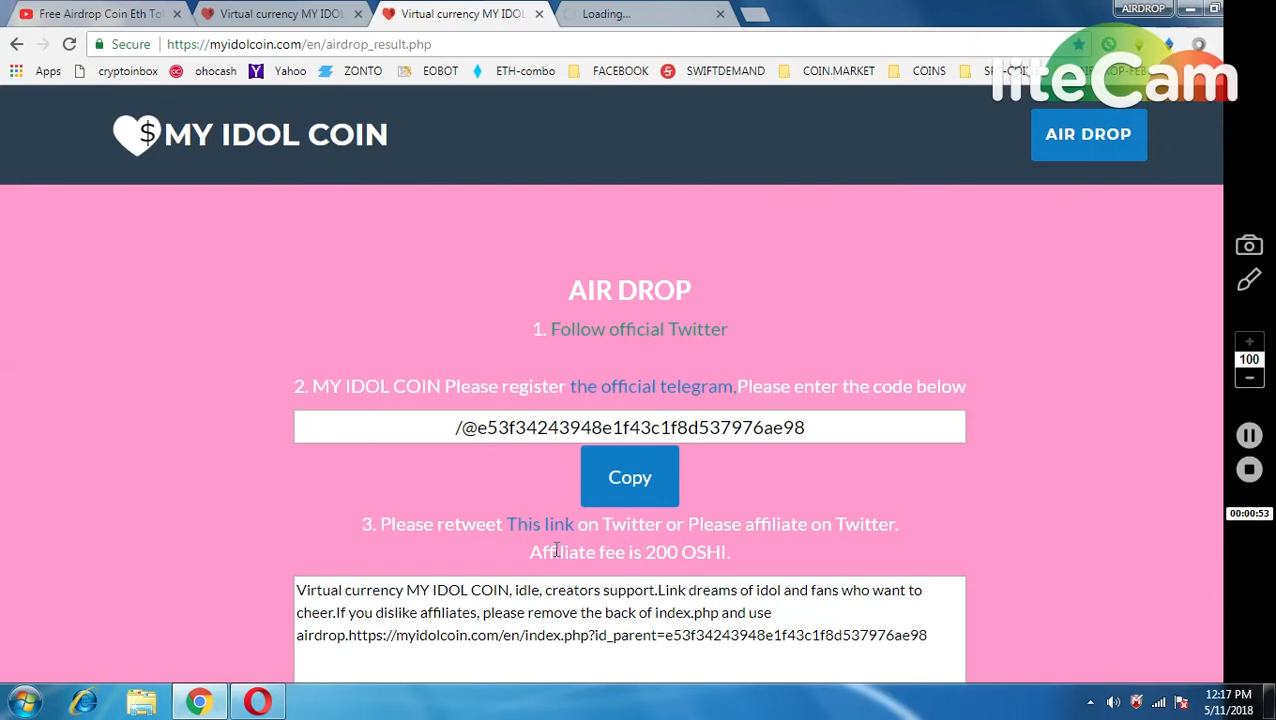 Free Airdrop Coin Eth To
Virtual currency MY IDOL
Virtual currency MY IDOL
Loading...
AIRDROP
Secure
https://myidolcoin.com/en/airdrop_result.php
Apps
cryptoinbox
ohocash
Yahoo
ETH-combo
FACEBOOK
SWIFTDEMAND
COIN.MARKET
COINS
liteCam
$ MY IDOL COIN
AIR DROP
AIR DROP
1. Follow official Twitter
2. MY IDOL COIN Please register the official telegram.Please enter the code below
/@e53f34243948e1f43c1f8d537976ae98
Copy
3. Please retweet This link on Twitter or Please affiliate on Twitter.
Affiliate fee is 200 OSHI.
Virtual currency MY IDOL COIN, idle, creators support.Link dreams of idol and fans who want to
cheer.If you dislike affiliates, please remove the back of index.php and use
airdrop.https://myidolcoin.com/en/index.php?id_parent=e53f34243948e1f43c1f8d537976ae98
100
0:00:53
12:17 PM
5/11/2018